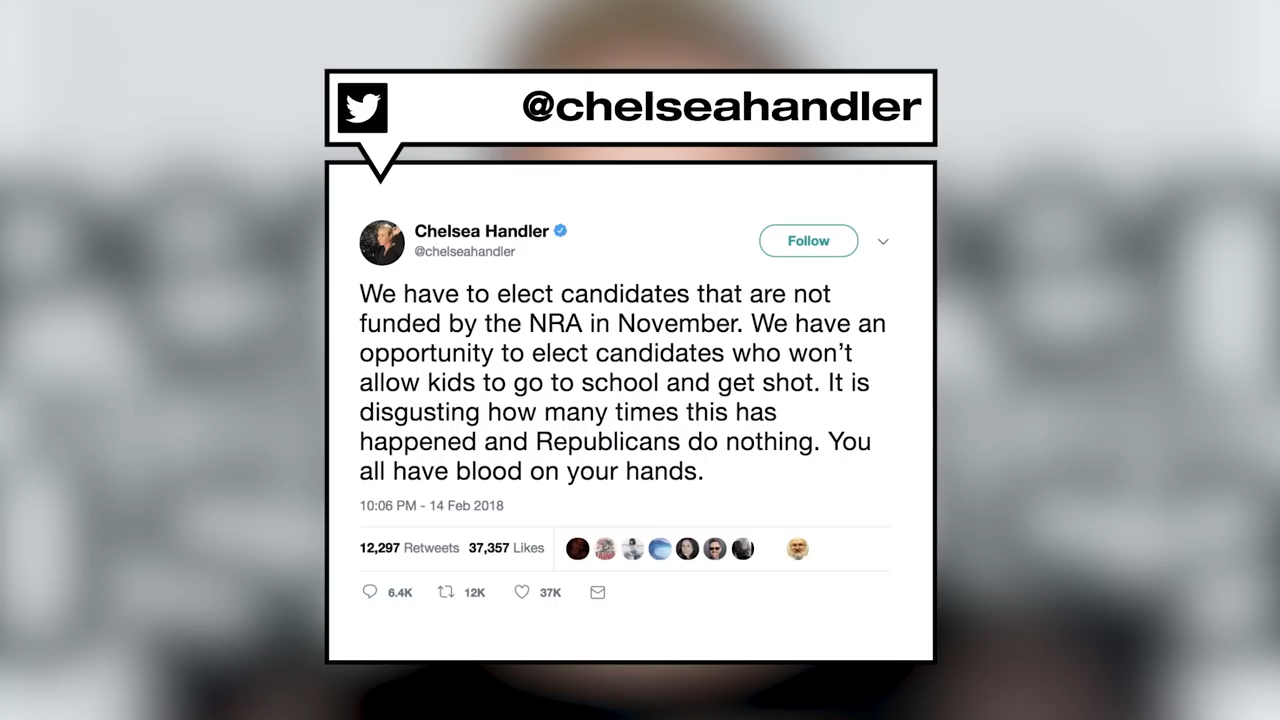 @chelseahandler
Chelsea Handler
@chelseahandler
Follow
We have to elect candidates that are not
funded by the NRA in November. We have an
opportunity to elect candidates who won’t
allow kids to go to school and get shot. It is
disgusting how many times this has
happened and Republicans do nothing. You
all have blood on your hands.
10:06 PM - 14 Feb 2018
12,297 Retweets 37,357 Likes
6.4K 12K 37K